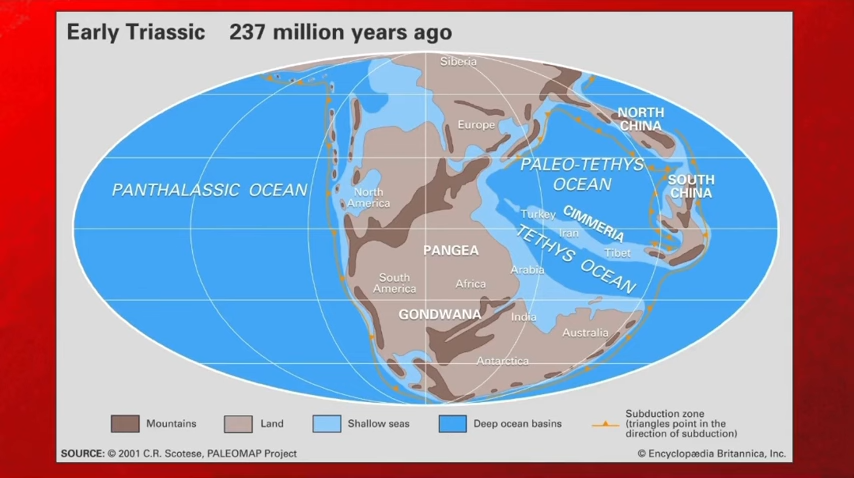 Early Triassic 237 million years ago
Siberia
NORTH
CHINA
Europe
PALEO-TETHYS
OCEAN
PANTHALASSIC OCEAN
SOUTH
CHINA
North
America
Turkey
CIMMERIA
Iran
TETHYS OCEAN
Tibet
PANGEA
Arabia
South
America
Africa
GONDWANA
India
Australia
Antarctica
Mountains
Land
Shallow seas
Deep ocean basins
Subduction zone
(triangles point in the
direction of subduction)
SOURCE: © 2001 C.R. Scotese, PALEOMAP Project
© Encyclopædia Britannica, Inc.